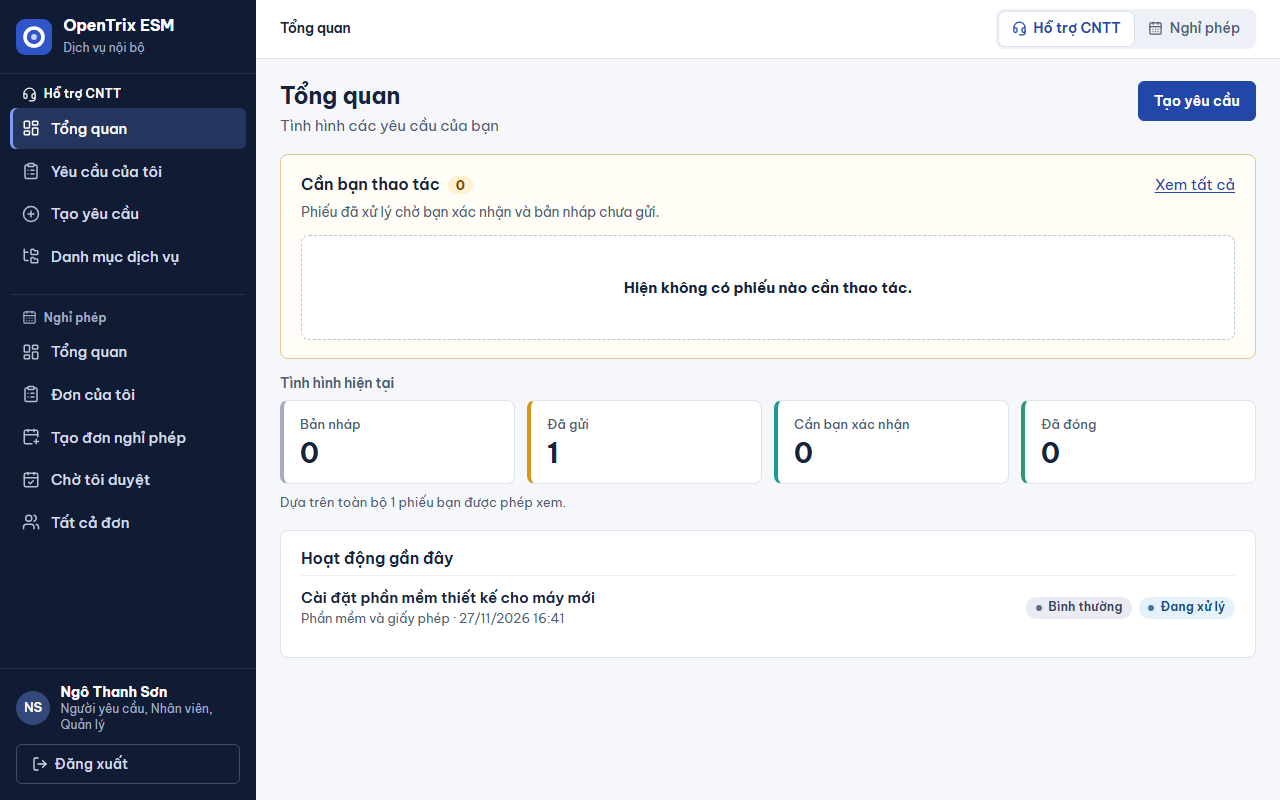 OpenTrix ESM
Dịch vụ nội bộ
Hỗ trợ CNTT
Tổng quan
Yêu cầu của tôi
Tạo yêu cầu
Danh mục dịch vụ
Nghỉ phép
Tổng quan
Đơn của tôi
Tạo đơn nghỉ phép
Chờ tôi duyệt
Tất cả đơn
NS
Ngô Thanh Sơn
Người yêu cầu, Nhân viên,
Quản lý
Đăng xuất
Tổng quan
Hỗ trợ CNTT
Nghỉ phép
Tổng quan
Tình hình các yêu cầu của bạn
Tạo yêu cầu
Cần bạn thao tác 0
Xem tất cả
Phiếu đã xử lý chờ bạn xác nhận và bản nháp chưa gửi.
Hiện không có phiếu nào cần thao tác.
Tình hình hiện tại
Bản nháp
0
Đã gửi
1
Cần bạn xác nhận
0
Đã đóng
0
Dựa trên toàn bộ 1 phiếu bạn được phép xem.
Hoạt động gần đây
Cài đặt phần mềm thiết kế cho máy mới
Phần mềm và giấy phép · 27/11/2026 16:41
Bình thường
Đang xử lý